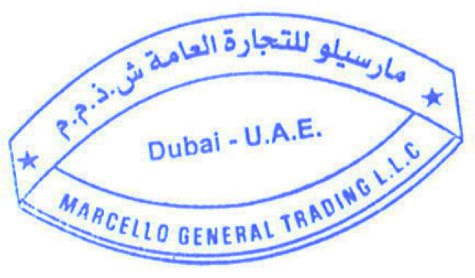 مارسيلو للتجارة العامة ش.ذ.م.م
Dubai - U.A.E.
MARCELLO GENERAL TRADING L.L.C